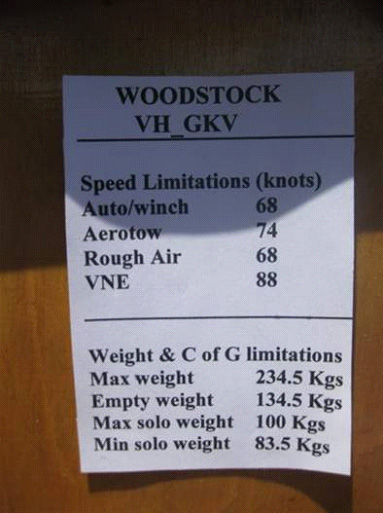 WOODSTOCK
VH_GKV
Speed Limitations (knots)
Auto/winch 68
Aerotow 74
Rough Air 68
VNE 88
Weight & C of G limitations
Max weight 234.5 Kgs
Empty weight 134.5 Kgs
Max solo weight 100 Kgs
Min solo weight 83.5 Kgs